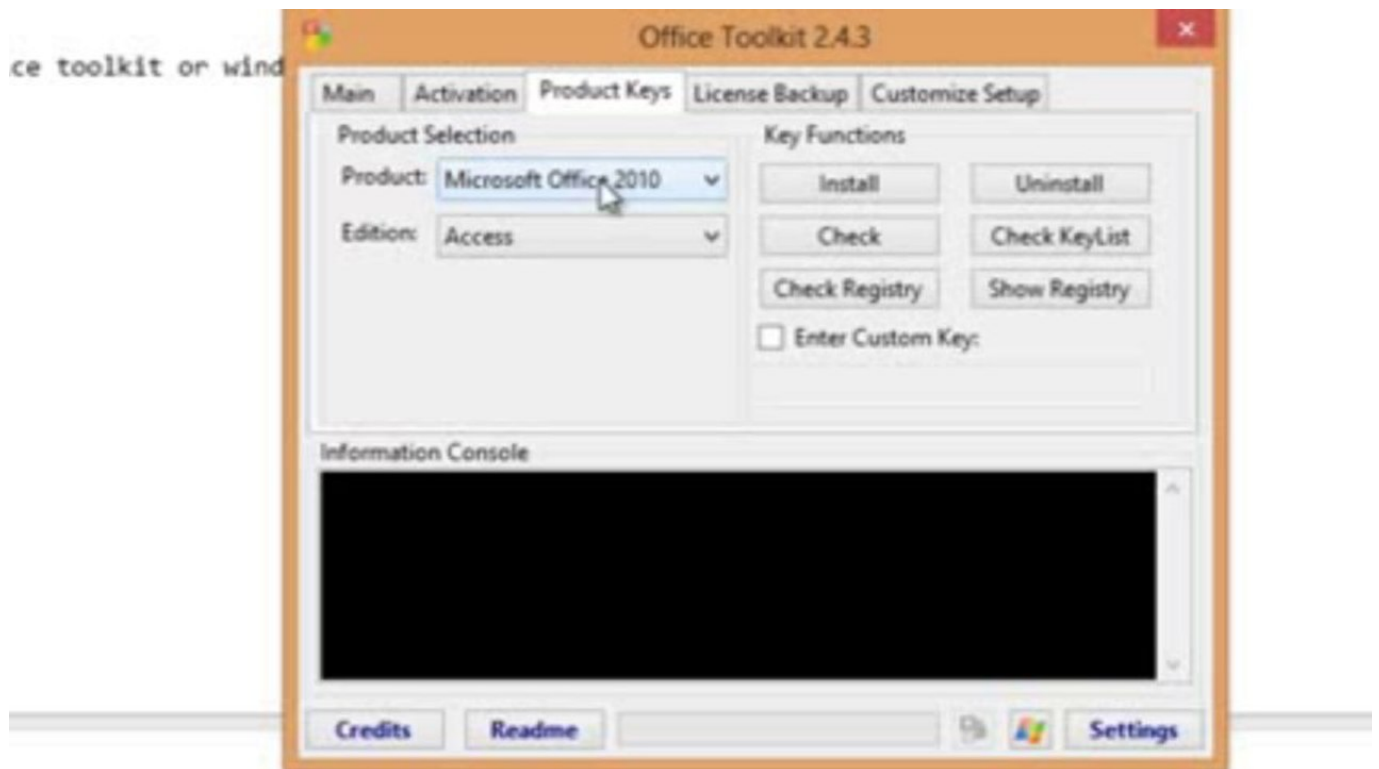 Office Toolkit 2.4.3
ce toolkit or wind
Main Activation Product Keys License Backup Customize Setup
Product Selection
Product: Microsoft Office 2010
Edition: Access
Key Functions
Install Uninstall
Check Check KeyList
Check Registry Show Registry
Enter Custom Key:
Information Console
Credits Readme Settings